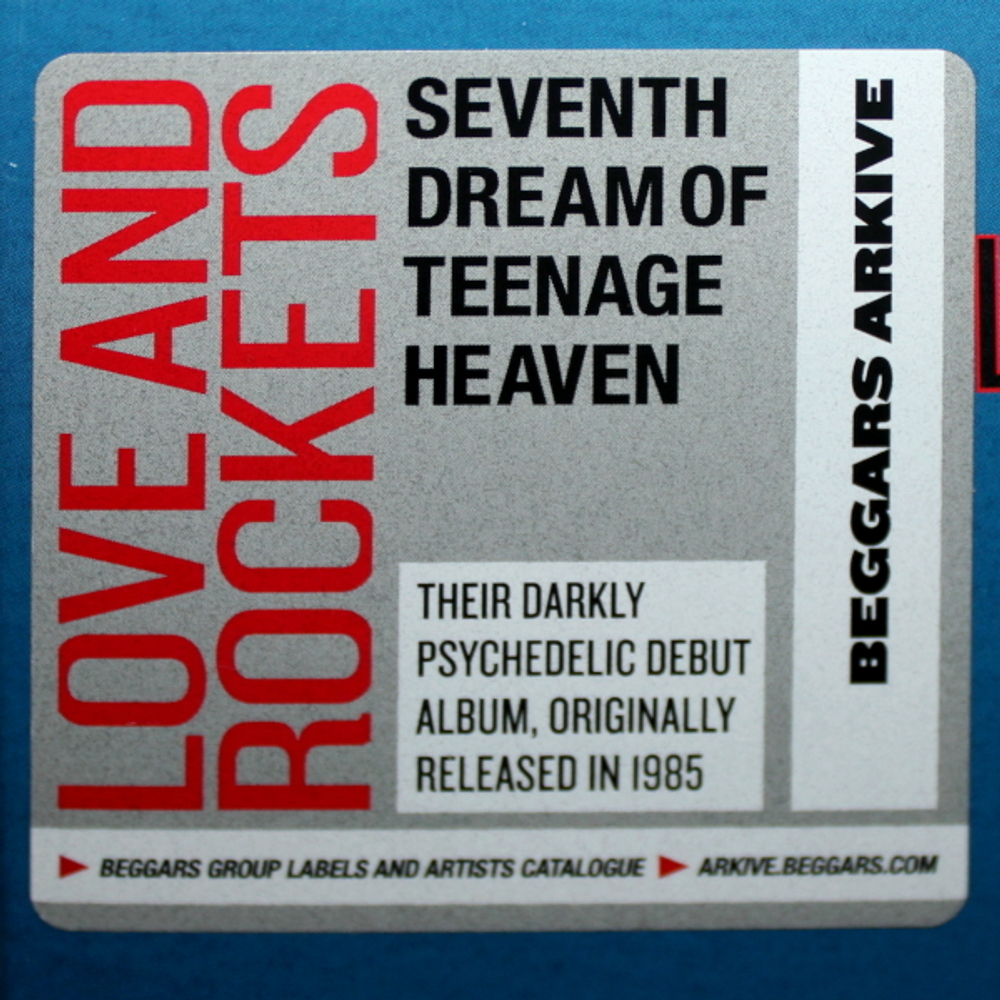 LOVE AND
ROCKETS
SEVENTH
DREAM OF
TEENAGE
HEAVEN
THEIR DARKLY
PSYCHEDELIC DEBUT
ALBUM, ORIGINALLY
RELEASED IN 1985
BEGGARS ARKIVE
BEGGARS GROUP LABELS AND ARTISTS CATALOGUE ARKIVE.BEGGARS.COM